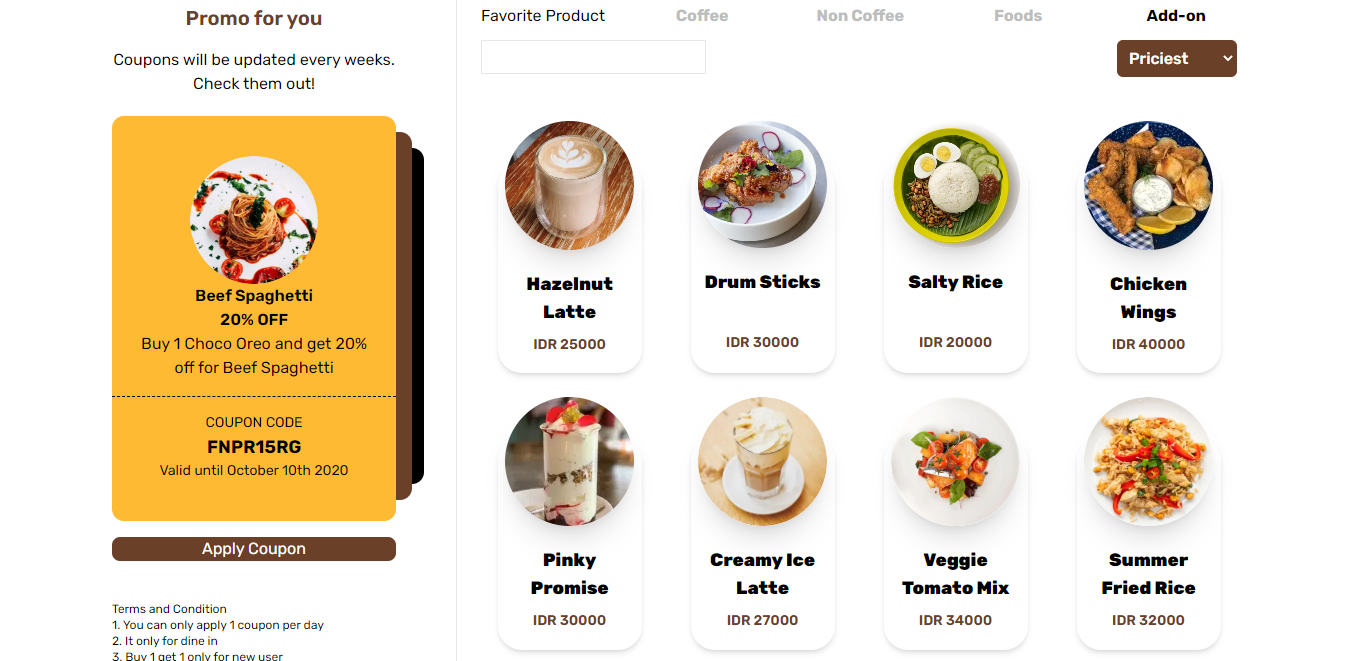 Promo for you
Coupons will be updated every weeks.
Check them out!
Beef Spaghetti
20% OFF
Buy 1 Choco Oreo and get 20%
off for Beef Spaghetti
COUPON CODE
FNPR15RG
Valid until October 10th 2020
Apply Coupon
Terms and Condition
1. You can only apply 1 coupon per day
2. It only for dine in
3. Buy 1 get 1 only for new user
Favorite Product
Coffee
Non Coffee
Foods
Add-on
Priciest
Hazelnut
Latte
IDR 25000
Drum Sticks
IDR 30000
Salty Rice
IDR 20000
Chicken
Wings
IDR 40000
Pinky
Promise
IDR 30000
Creamy Ice
Latte
IDR 27000
Veggie
Tomato Mix
IDR 34000
Summer
Fried Rice
IDR 32000